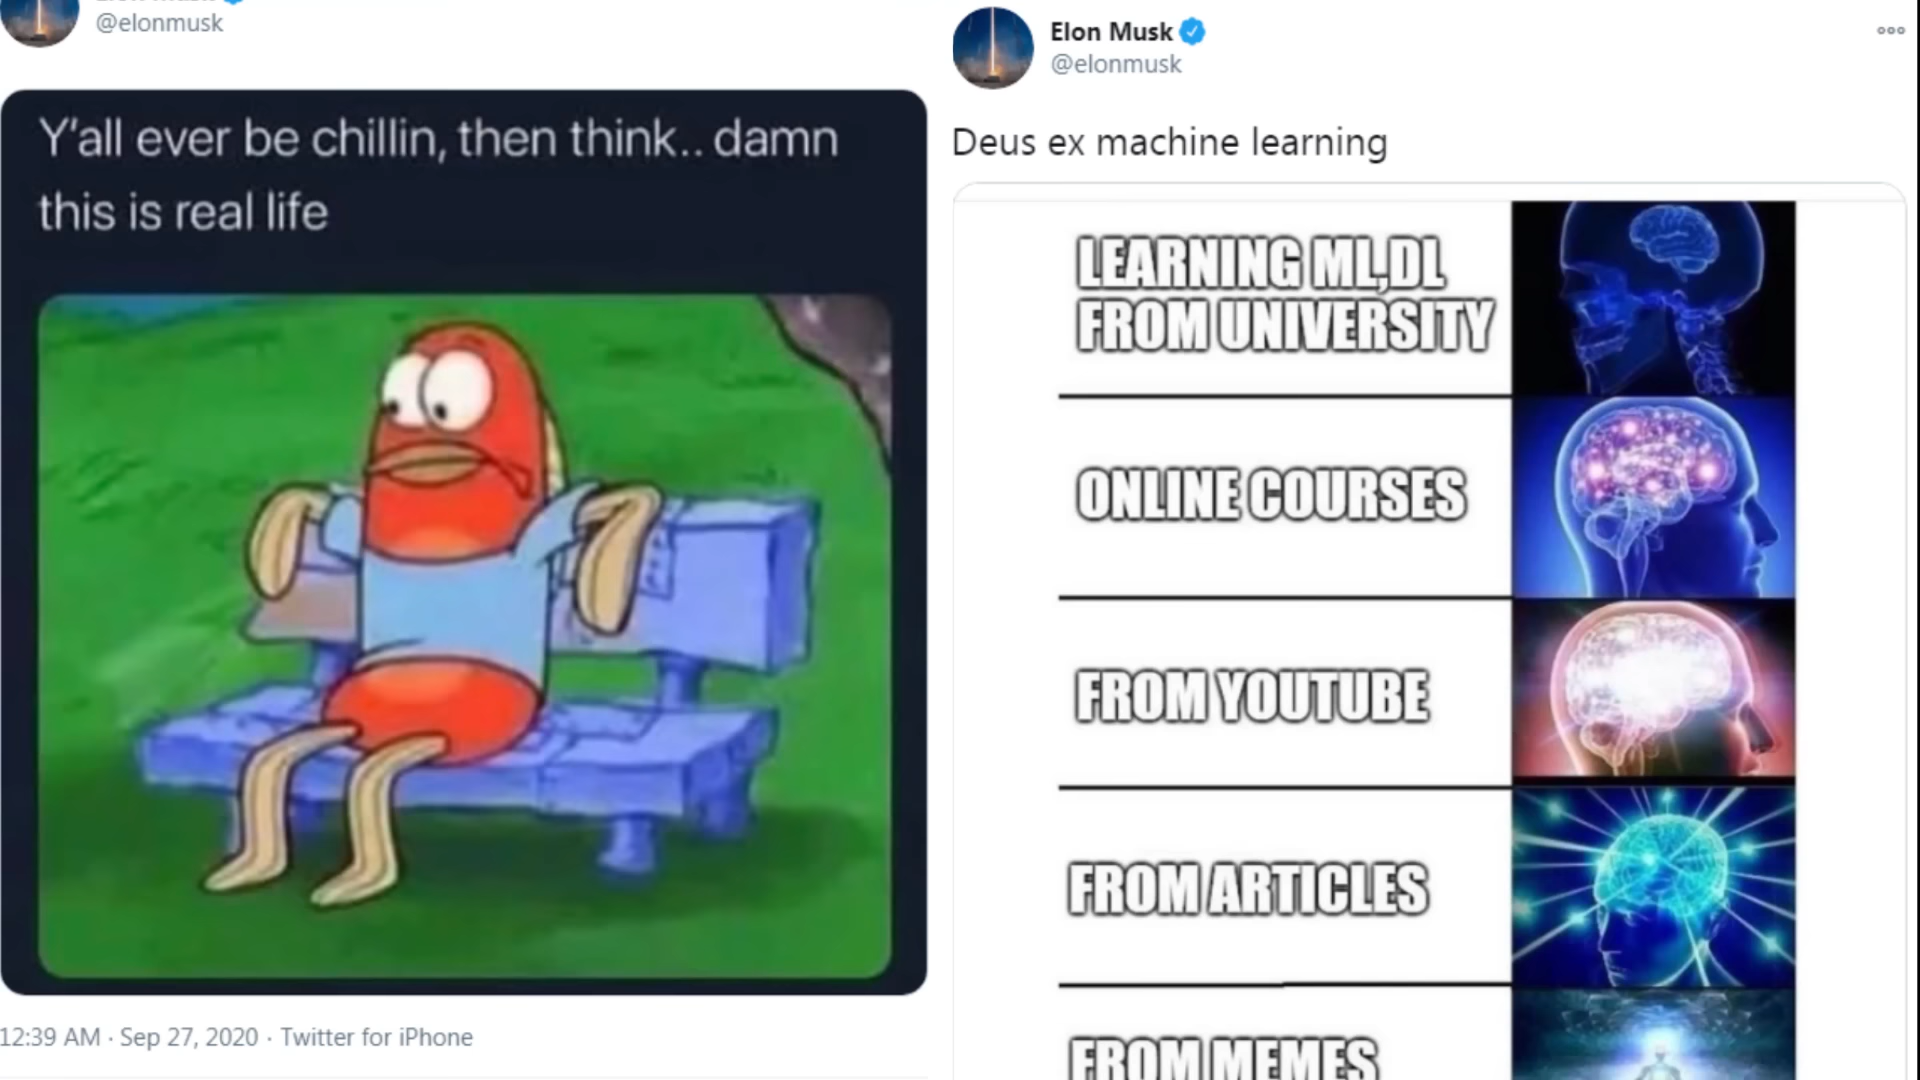 @elonmusk
Y'all ever be chillin, then think.. damn
this is real life
12:39 AM · Sep 27, 2020 · Twitter for iPhone
Elon Musk
@elonmusk
Deus ex machine learning
LEARNING ML,DL
FROM UNIVERSITY
ONLINE COURSES
FROM YOUTUBE
FROM ARTICLES
FROM MEMES